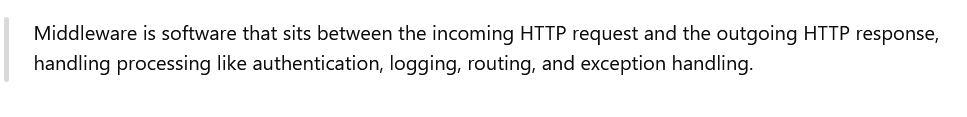 Middleware is software that sits between the incoming HTTP request and the outgoing HTTP response,
handling processing like authentication, logging, routing, and exception handling.